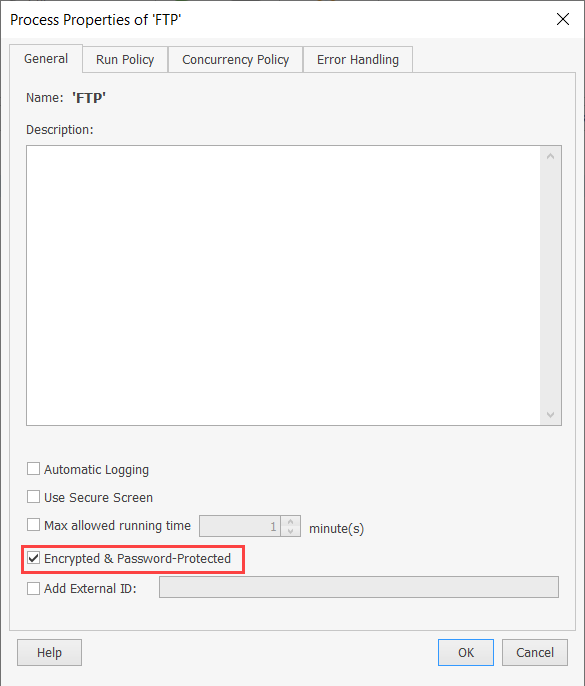 Process Properties of 'FTP'
General Run Policy Concurrency Policy Error Handling
Name: 'FTP'
Description:
Automatic Logging
Use Secure Screen
Max allowed running time 1 minute(s)
Encrypted & Password-Protected
Add External ID:
Help OK Cancel